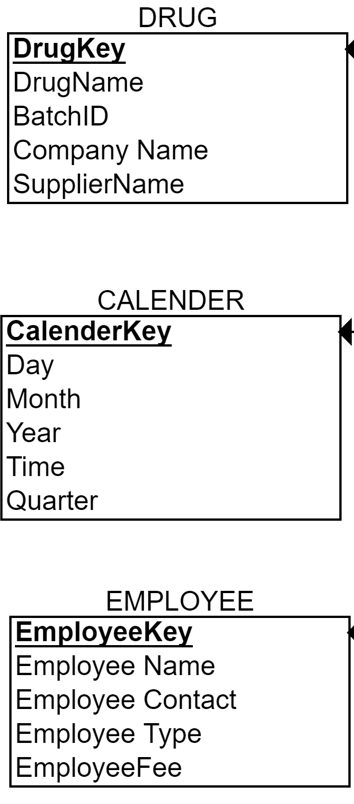 DRUG
DrugKey
DrugName
BatchID
Company Name
SupplierName
CALENDER
CalenderKey
Day
Month
Year
Time
Quarter
EMPLOYEE
EmployeeKey
Employee Name
Employee Contact
Employee Type
EmployeeFee